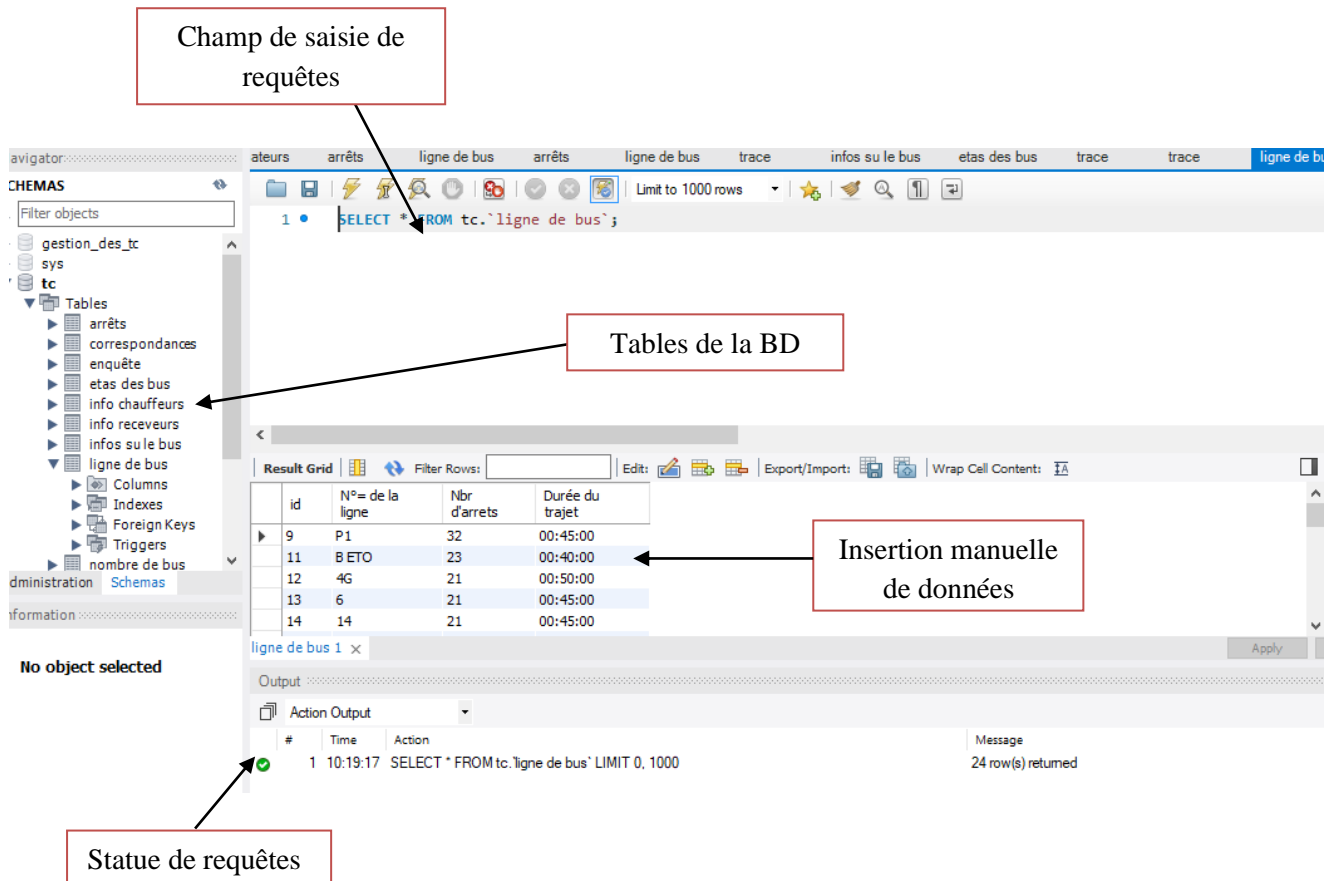 Champ de saisie de
requêtes
avigator
CHEMAS
Filter objects
gestion_des_tc
sys
tc
Tables
arrêts
correspondances
enquête
etas des bus
info chauffeurs
info receveurs
infos su le bus
ligne de bus
Columns
Indexes
Foreign Keys
Triggers
nombre de bus
dministration Schemas
nformation
No object selected
ateurs arrêts ligne de bus arrêts ligne de bus trace infos su le bus etas des bus trace trace ligne de bu
Limit to 1000 rows
1 SELECT * FROM tc.`ligne de bus`;
Tables de la BD
Result Grid Filter Rows: Edit: Export/Import: Wrap Cell Content:
id N°= de la ligne Nbr d'arrets Durée du trajet
9 P1 32 00:45:00
11 B ETO 23 00:40:00
12 4G 21 00:50:00
13 6 21 00:45:00
14 14 21 00:45:00
Insertion manuelle
de données
ligne de bus 1 Apply
Output
Action Output
# Time Action Message
1 10:19:17 SELECT * FROM tc.`ligne de bus` LIMIT 0, 1000 24 row(s) returned
Statue de requêtes